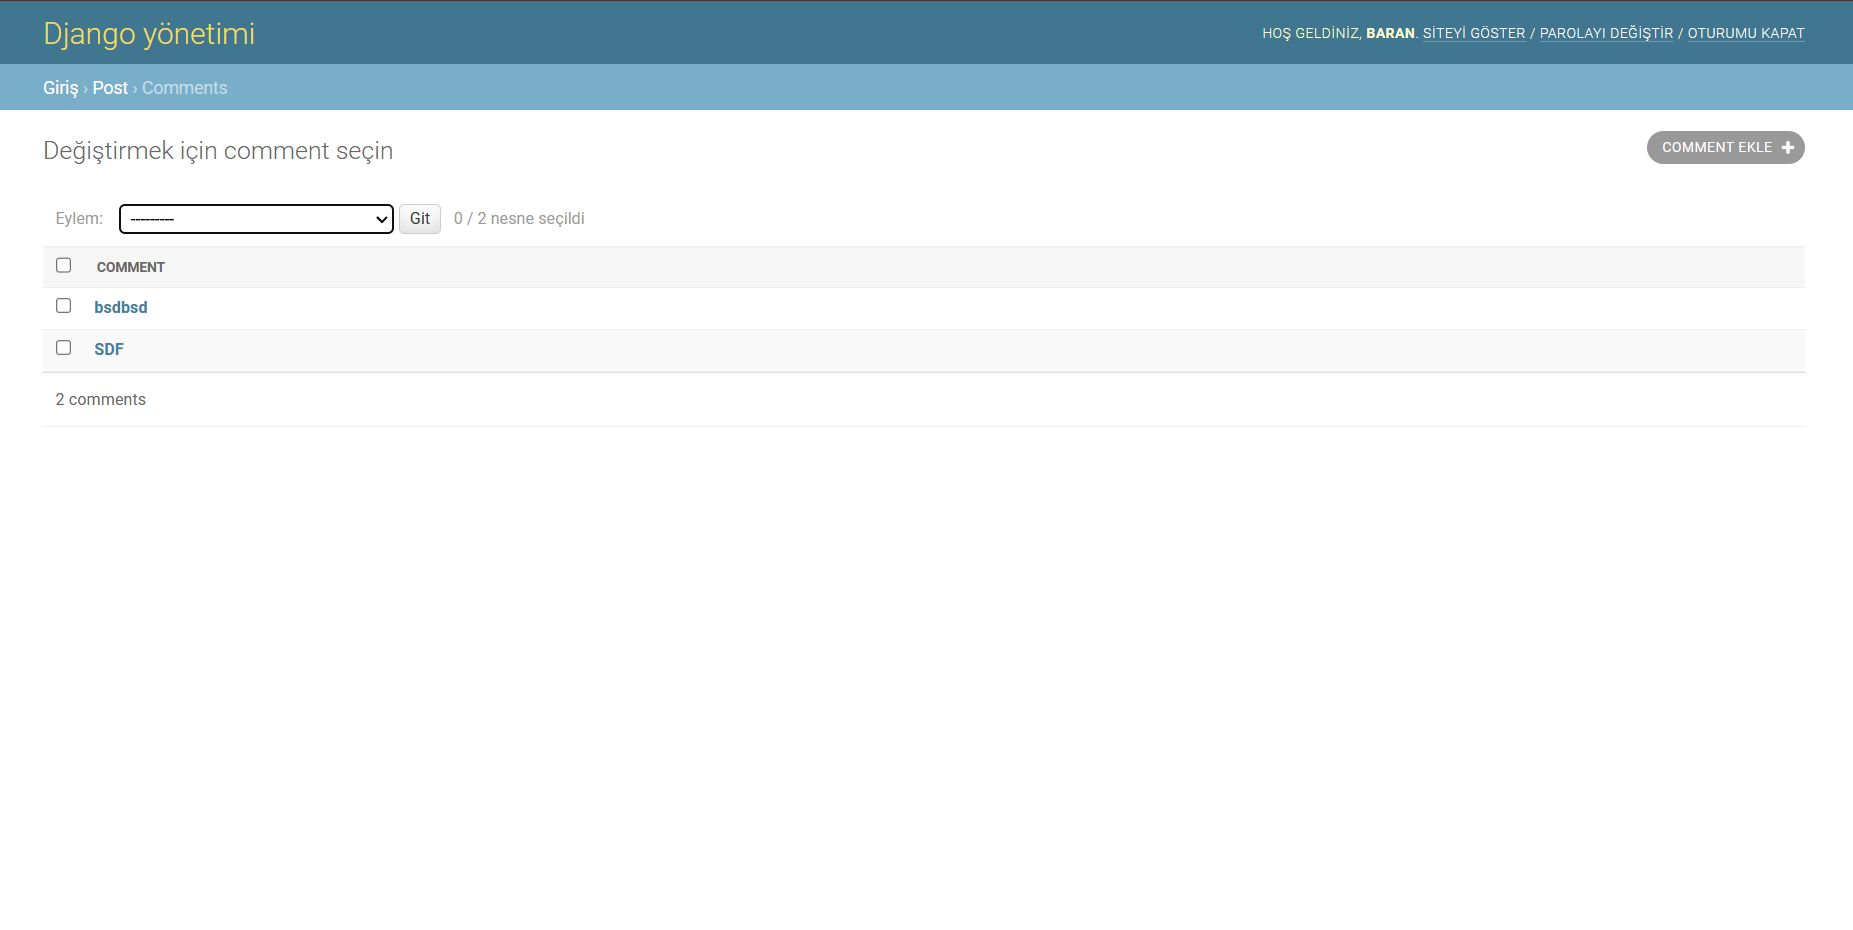 Django yönetimi
HOŞ GELDİNİZ, BARAN. SİTEYİ GÖSTER / PAROLAYI DEĞİŞTİR / OTURUMU KAPAT
Giriş › Post › Comments
Değiştirmek için comment seçin
COMMENT EKLE
Eylem: --------- Git 0 / 2 nesne seçildi
COMMENT
bsdbsd
SDF
2 comments